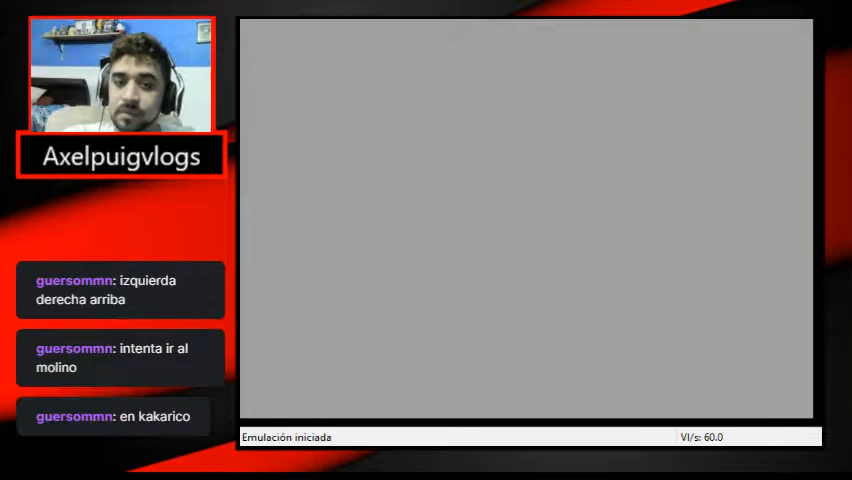 Axelpuigvlogs
guersommn: izquierda
derecha arriba
guersommn: intenta ir al
molino
guersommn: en kakarico
Emulación iniciada
VI/s: 60.0